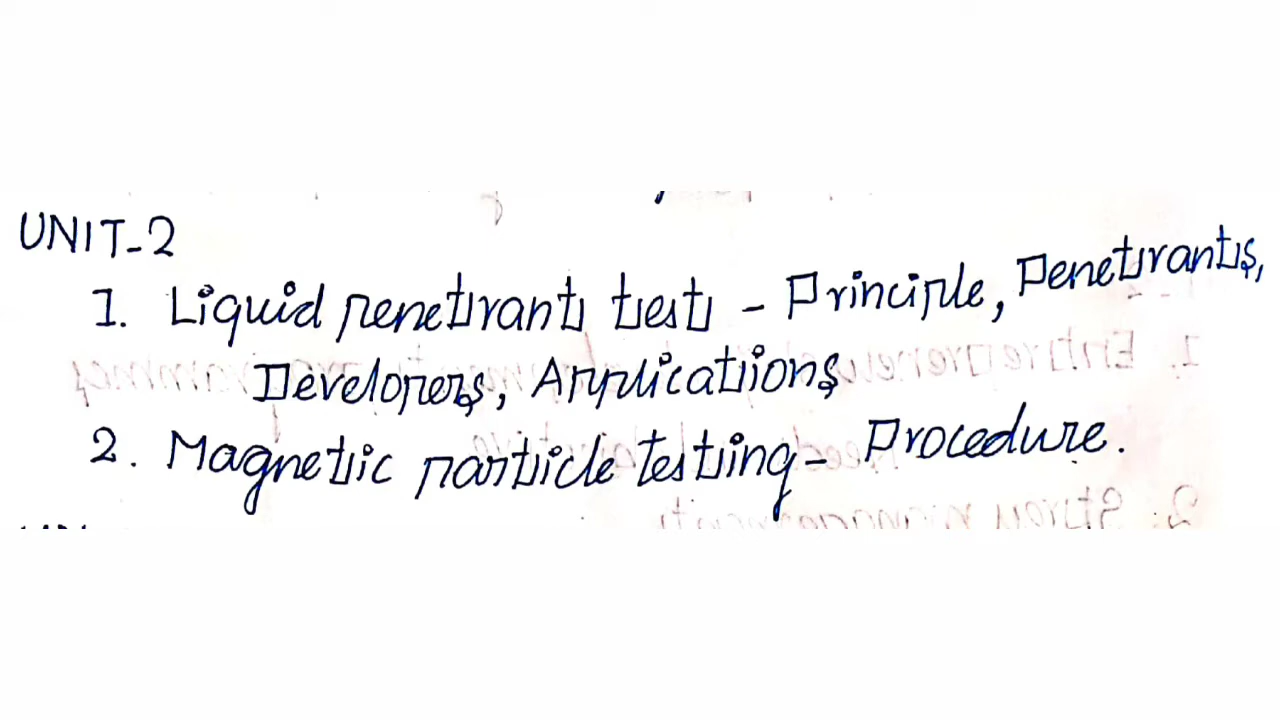 UNIT-2
1. Liquid penetrant test - Principle, Penetrants,
Developers, Applications
2. Magnetic particle testing - Procedure.